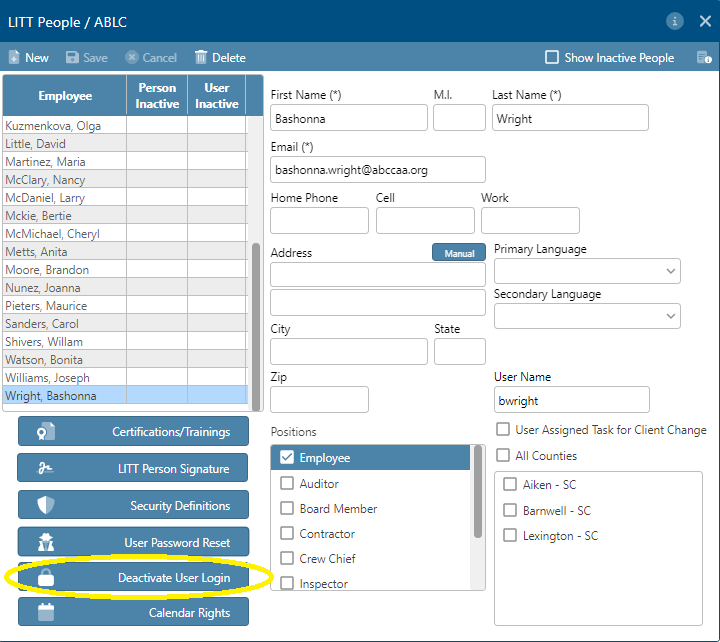 LITT People / ABLC
New Save Cancel Delete Show Inactive People
Employee Person Inactive User Inactive
Kuzmenkova, Olga
Little, David
Martinez, Maria
McClary, Nancy
McDaniel, Larry
Mckie, Bertie
McMichael, Cheryl
Metts, Anita
Moore, Brandon
Nunez, Joanna
Pieters, Maurice
Sanders, Carol
Shivers, Willam
Watson, Bonita
Williams, Joseph
Wright, Bashonna
Certifications/Trainings
LITT Person Signature
Security Definitions
User Password Reset
Deactivate User Login
Calendar Rights
First Name (*) M.I. Last Name (*)
Bashonna Wright
Email (*)
bashonna.wright@abccaa.org
Home Phone Cell Work
Address Manual Primary Language
Secondary Language
City State
Zip User Name
bwright
Positions
Employee
Auditor
Board Member
Contractor
Crew Chief
Inspector
User Assigned Task for Client Change
All Counties
Aiken - SC
Barnwell - SC
Lexington - SC